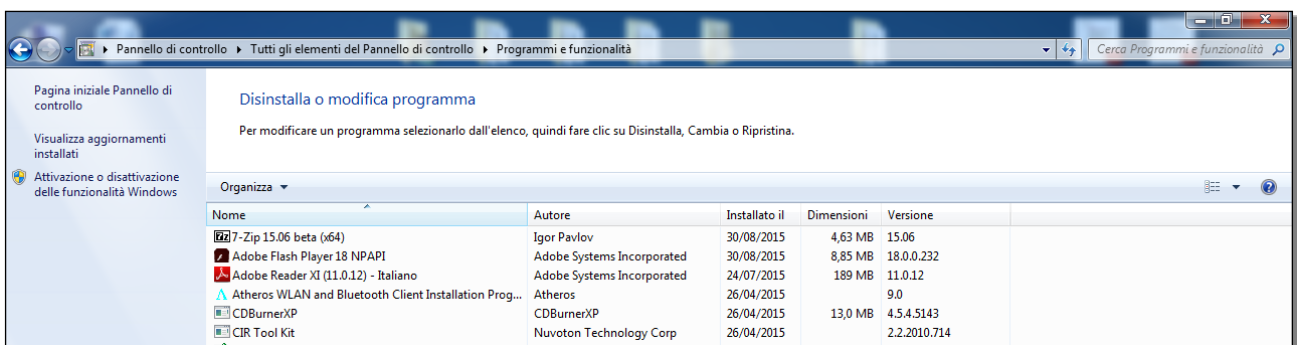 Pannello di controllo ▸ Tutti gli elementi del Pannello di controllo ▸ Programmi e funzionalità
Cerca Programmi e funzionalità
Pagina iniziale Pannello di
controllo
Visualizza aggiornamenti
installati
Attivazione o disattivazione
delle funzionalità Windows
Disinstalla o modifica programma
Per modificare un programma selezionarlo dall'elenco, quindi fare clic su Disinstalla, Cambia o Ripristina.
Organizza
Nome Autore Installato il Dimensioni Versione
7-Zip 15.06 beta (x64) Igor Pavlov 30/08/2015 4,63 MB 15.06
Adobe Flash Player 18 NPAPI Adobe Systems Incorporated 30/08/2015 8,85 MB 18.0.0.232
Adobe Reader XI (11.0.12) - Italiano Adobe Systems Incorporated 24/07/2015 189 MB 11.0.12
Atheros WLAN and Bluetooth Client Installation Prog... Atheros 26/04/2015 9.0
CDBurnerXP CDBurnerXP 26/04/2015 13,0 MB 4.5.4.5143
CIR Tool Kit Nuvoton Technology Corp 26/04/2015 2.2.2010.714